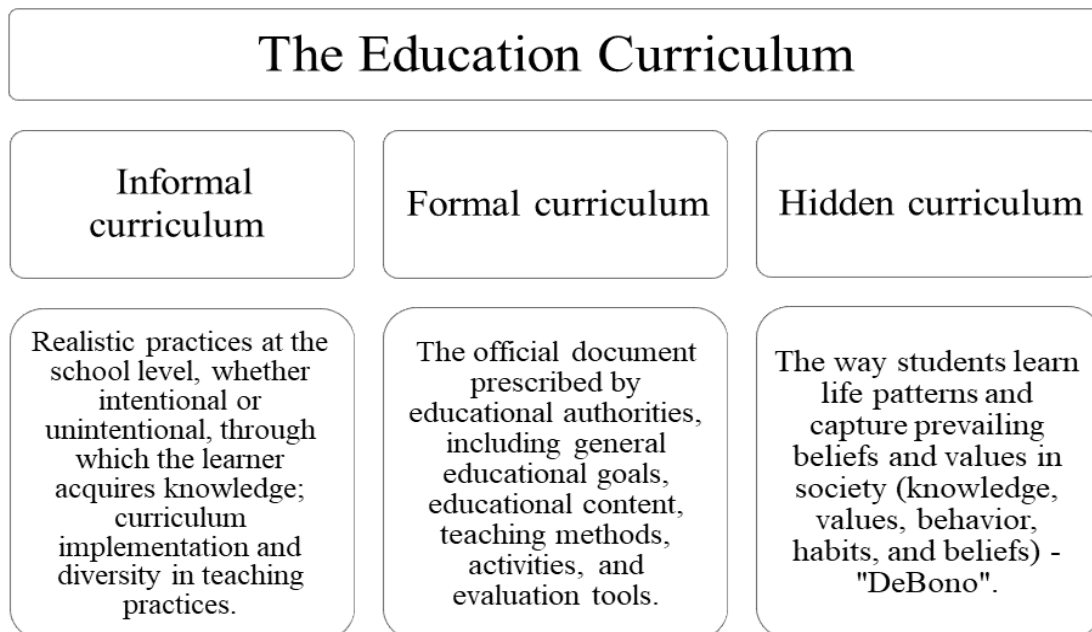 The Education Curriculum
Informal
curriculum
Formal curriculum
Hidden curriculum
Realistic practices at the
school level, whether
intentional or
unintentional, through
which the learner
acquires knowledge;
curriculum
implementation and
diversity in teaching
practices.
The official document
prescribed by
educational authorities,
including general
educational goals,
educational content,
teaching methods,
activities, and
evaluation tools.
The way students learn
life patterns and
capture prevailing
beliefs and values in
society (knowledge,
values, behavior,
habits, and beliefs) -
"DeBono".